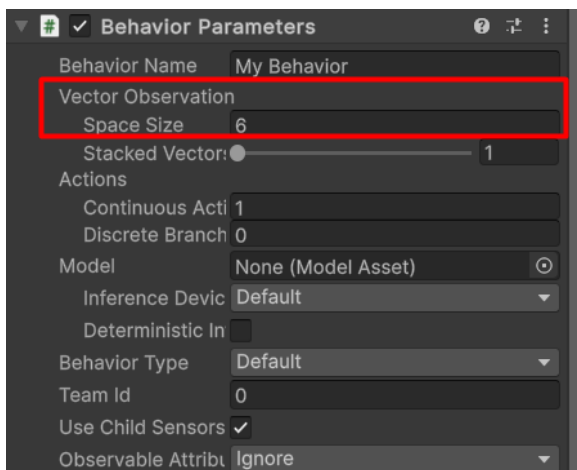 # Behavior Parameters
Behavior Name My Behavior
Vector Observation
Space Size 6
Stacked Vectors 1
Actions
Continuous Acti 1
Discrete Branch 0
Model None (Model Asset)
Inference Devic Default
Deterministic In
Behavior Type Default
Team Id 0
Use Child Sensors
Observable Attribu Ignore